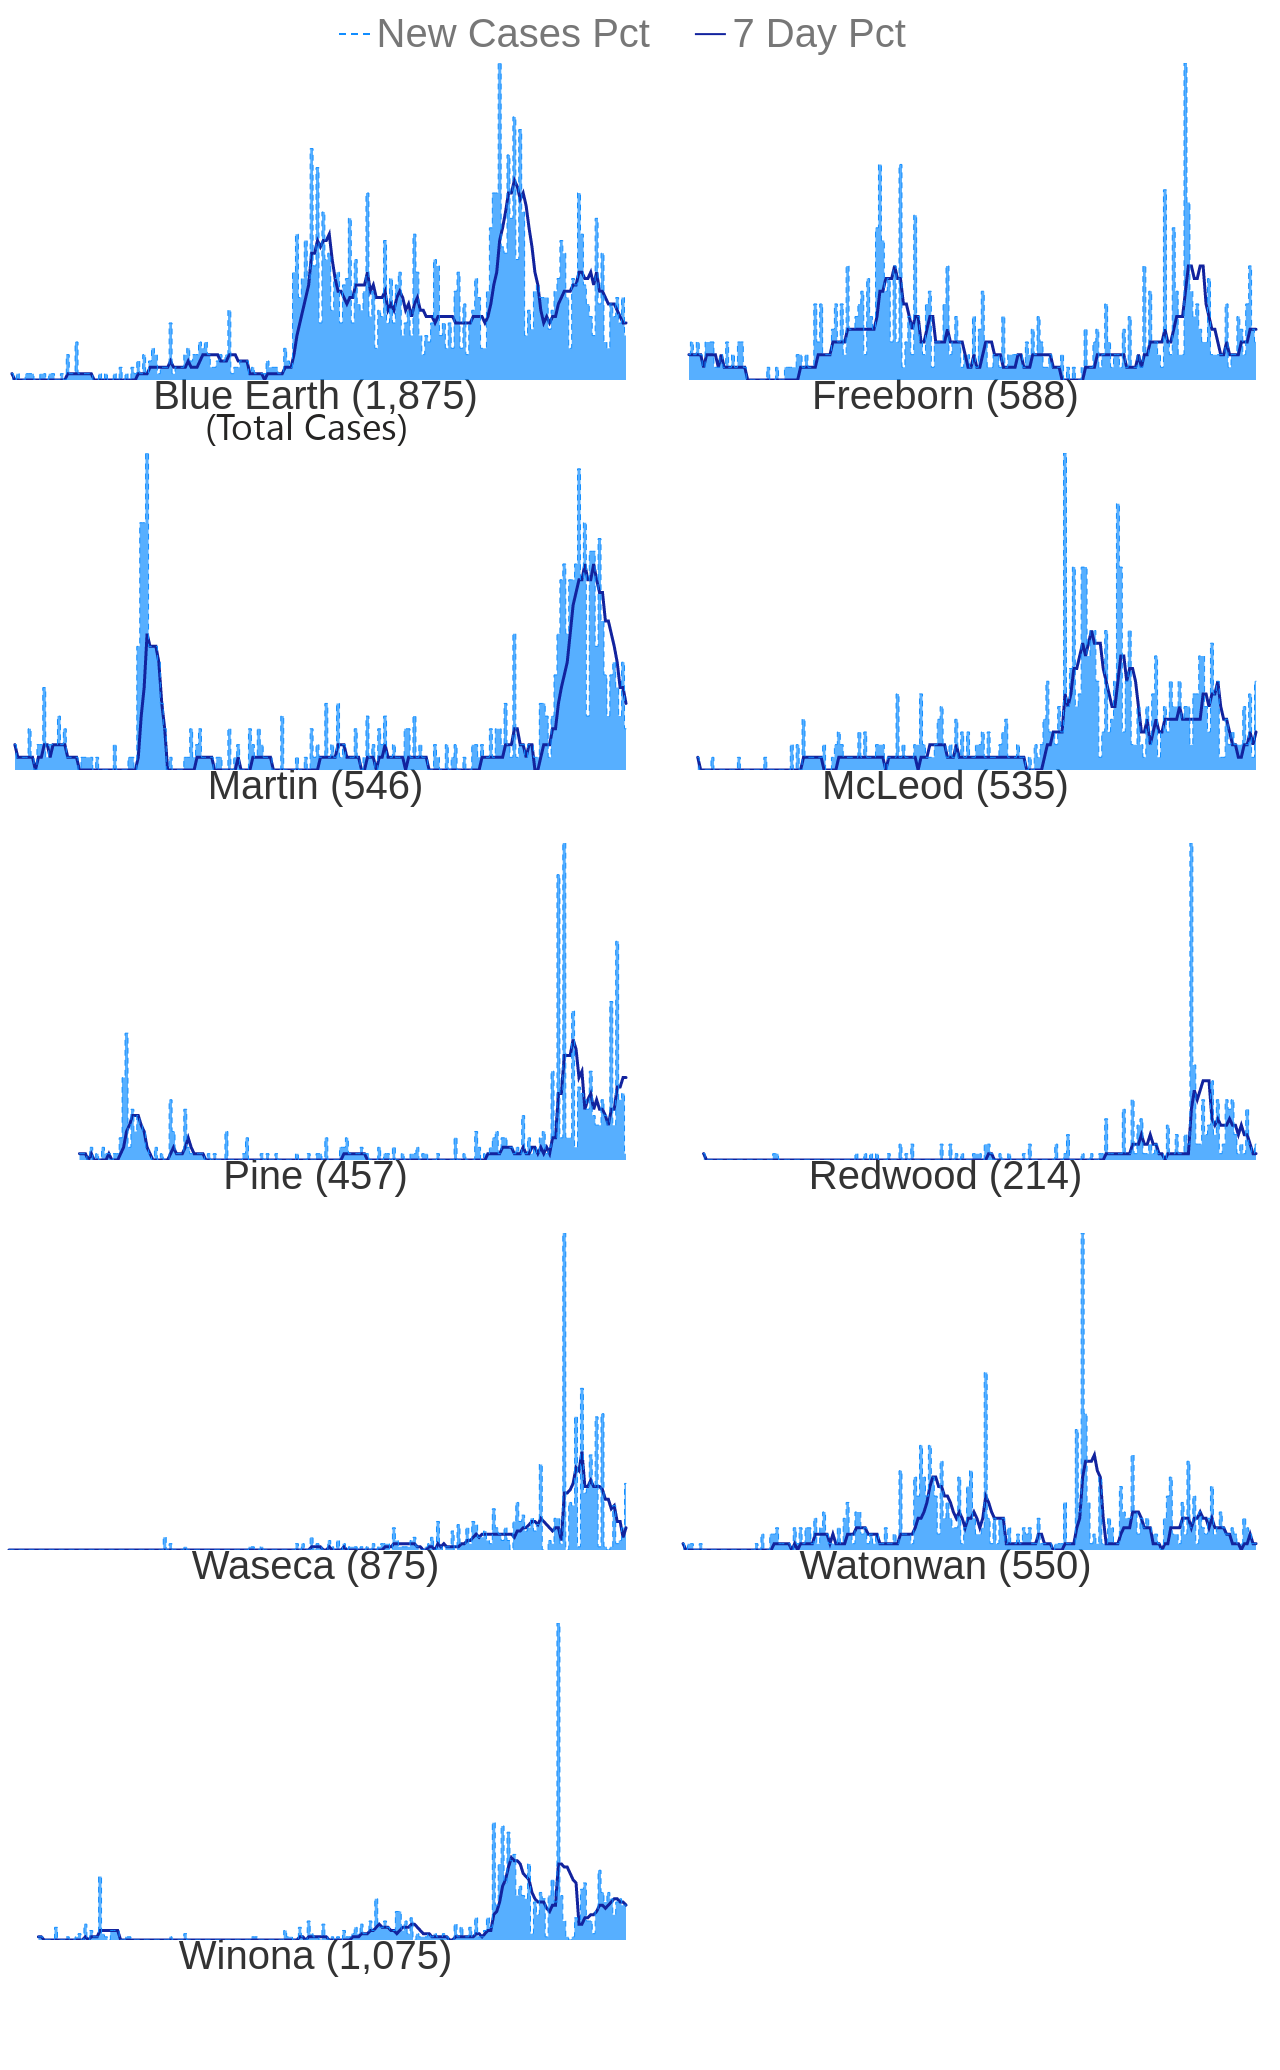 New Cases Pct 7 Day Pct
Blue Earth (1,875) Freeborn (588)
(Total Cases)
Martin (546) McLeod (535)
Pine (457) Redwood (214)
Waseca (875) Watonwan (550)
Winona (1,075)